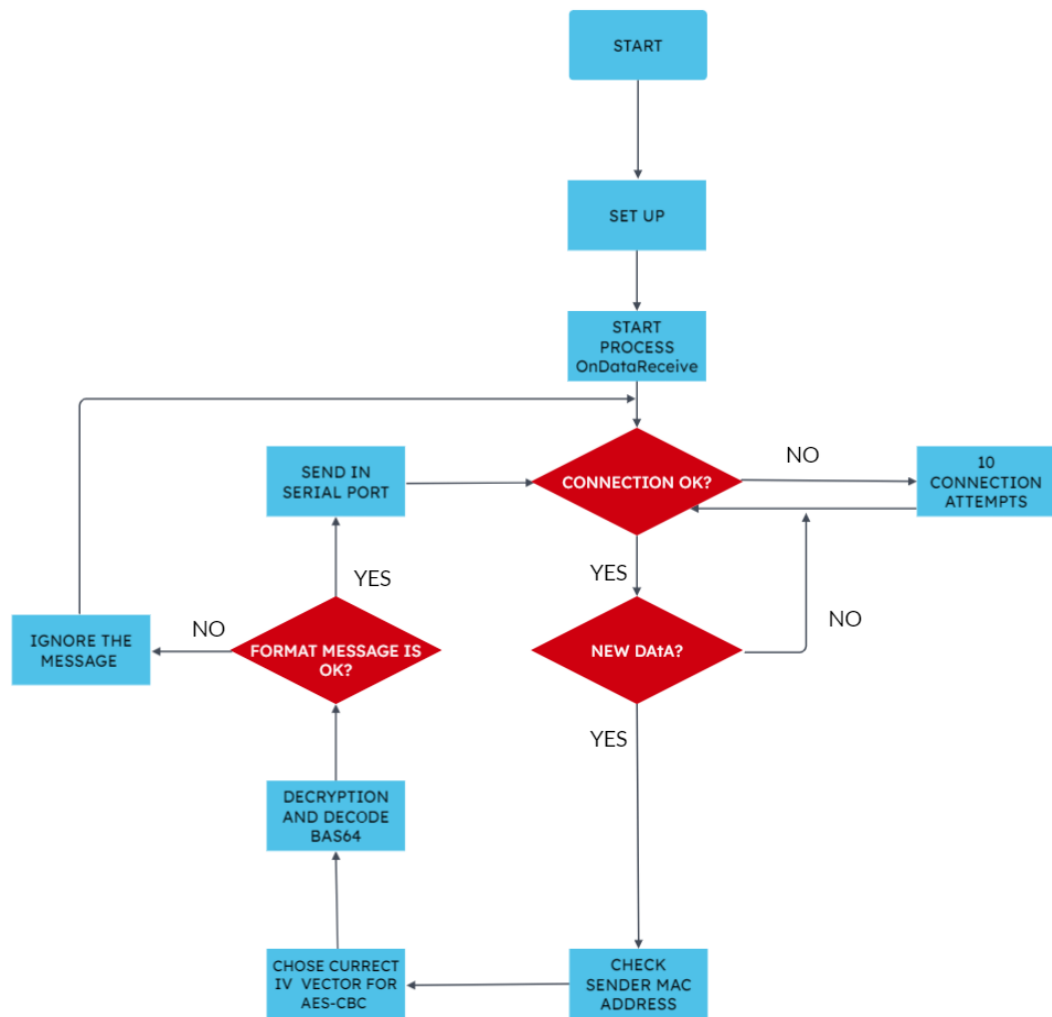 START
SET UP
START
PROCESS
OnDataReceive
CONNECTION OK?
NO
10
CONNECTION
ATTEMPTS
YES
NEW DAtA?
NO
YES
CHECK
SENDER MAC
ADDRESS
CHOSE CURRECT
IV VECTOR FOR
AES-CBC
DECRYPTION
AND DECODE
BAS64
FORMAT MESSAGE IS
OK?
YES
SEND IN
SERIAL PORT
NO
IGNORE THE
MESSAGE